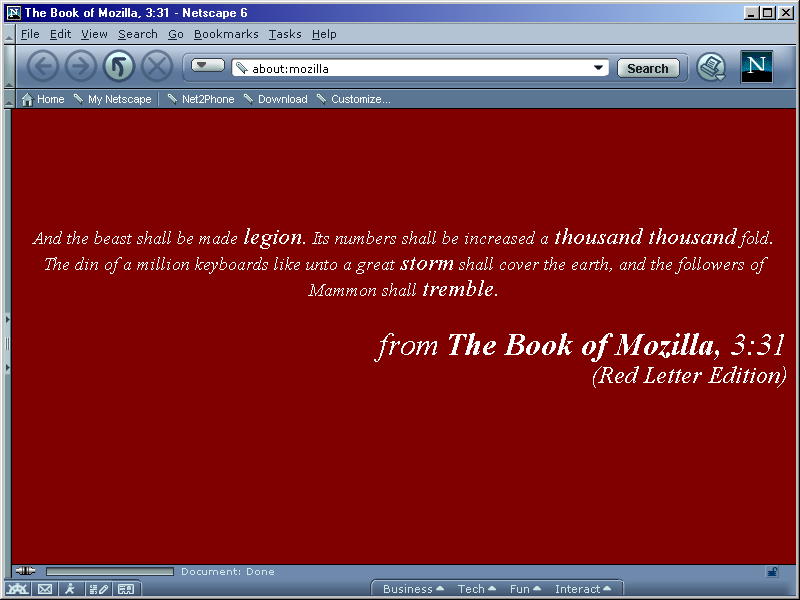 The Book of Mozilla, 3:31 - Netscape 6
File Edit View Search Go Bookmarks Tasks Help
about:mozilla Search N
Home My Netscape Net2Phone Download Customize...
And the beast shall be made legion. Its numbers shall be increased a thousand thousand fold.
The din of a million keyboards like unto a great storm shall cover the earth, and the followers of
Mammon shall tremble.
from The Book of Mozilla, 3:31
(Red Letter Edition)
Document: Done
Business Tech Fun Interact